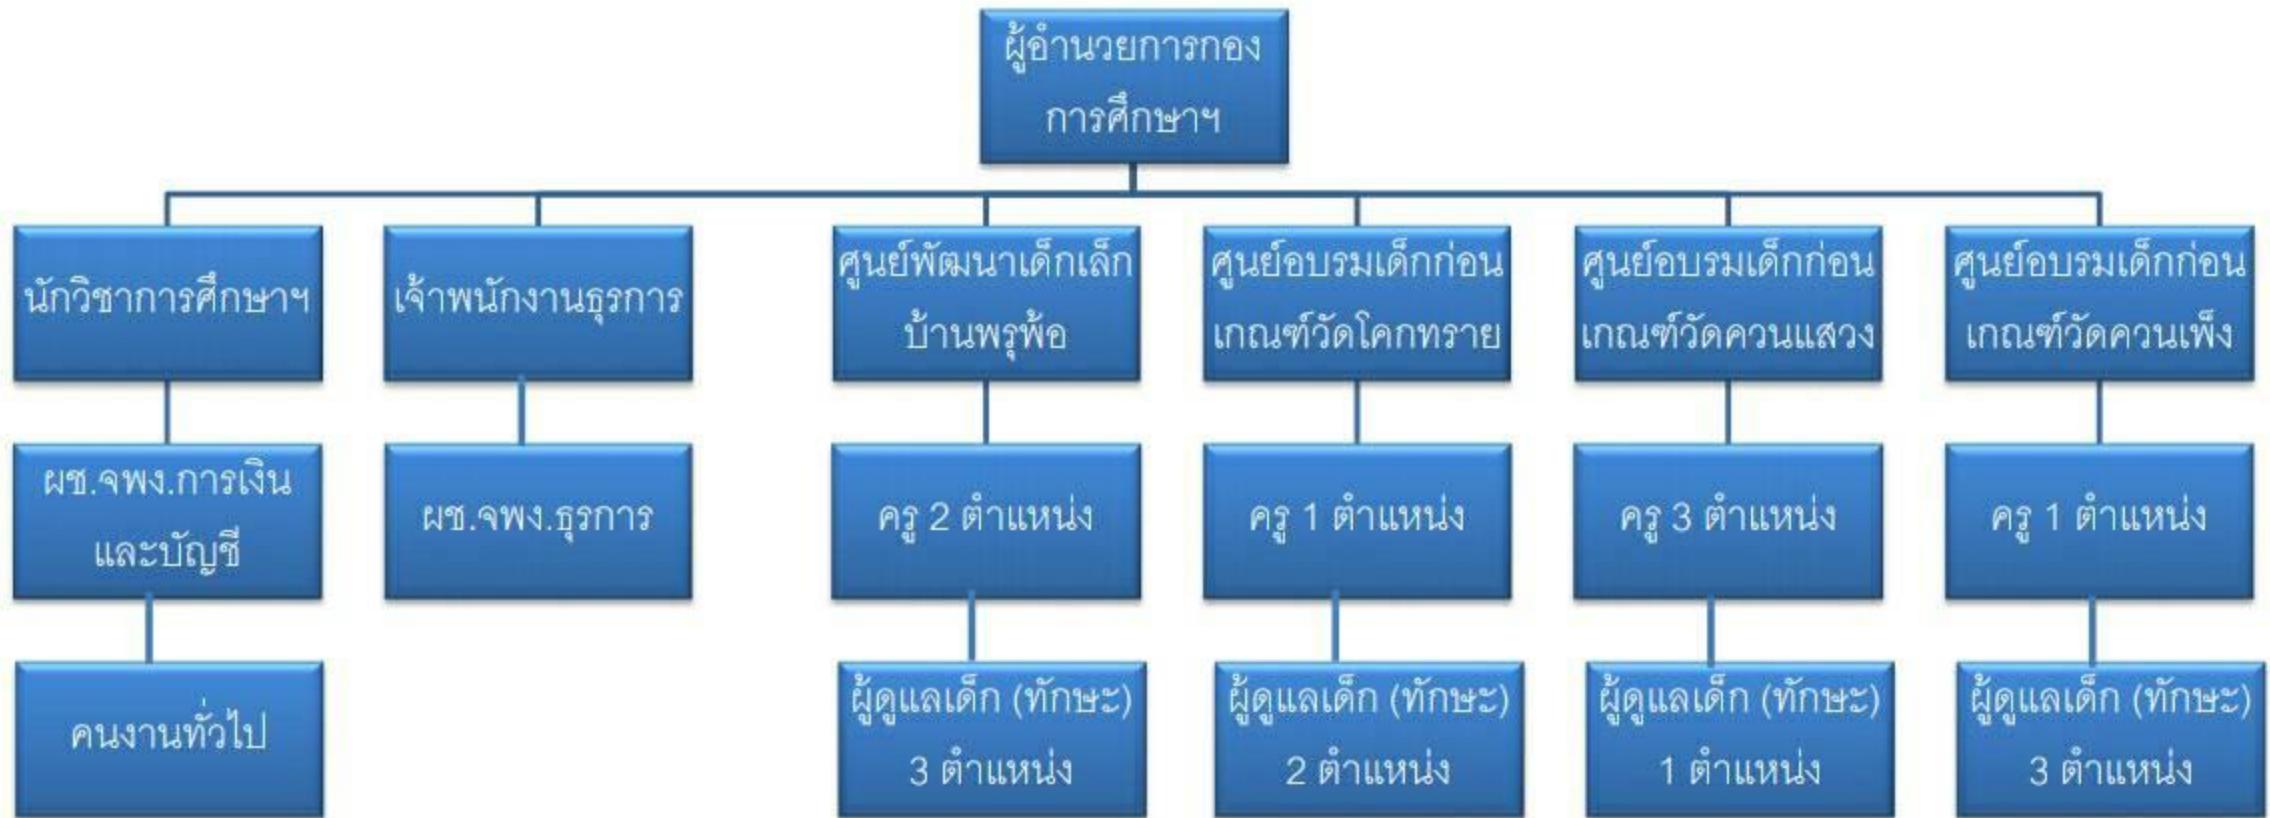 ผู้อำนวยการกอง
การศึกษาฯ
นักวิชาการศึกษาฯ
เจ้าพนักงานธุรการ
ศูนย์พัฒนาเด็กเล็ก
บ้านพรุพ้อ
ศูนย์อบรมเด็กก่อน
เกณฑ์วัดโคกทราย
ศูนย์อบรมเด็กก่อน
เกณฑ์วัดควนแสวง
ศูนย์อบรมเด็กก่อน
เกณฑ์วัดควนเพ็ง
ผช.จพง.การเงิน
และบัญชี
ผช.จพง.ธุรการ
ครู 2 ตำแหน่ง
ครู 1 ตำแหน่ง
ครู 3 ตำแหน่ง
ครู 1 ตำแหน่ง
คนงานทั่วไป
ผู้ดูแลเด็ก (ทักษะ)
3 ตำแหน่ง
ผู้ดูแลเด็ก (ทักษะ)
2 ตำแหน่ง
ผู้ดูแลเด็ก (ทักษะ)
1 ตำแหน่ง
ผู้ดูแลเด็ก (ทักษะ)
3 ตำแหน่ง